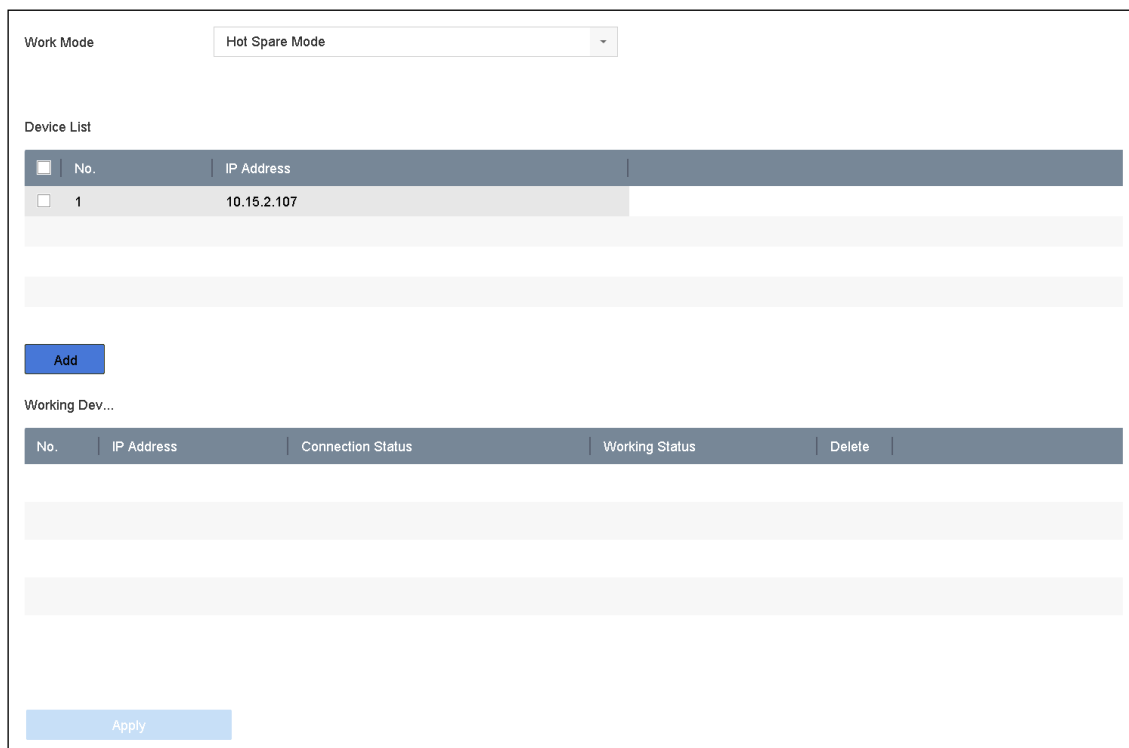 Work Mode Hot Spare Mode
Device List
No. IP Address
1 10.15.2.107
Add
Working Dev...
No. IP Address Connection Status Working Status Delete
Apply